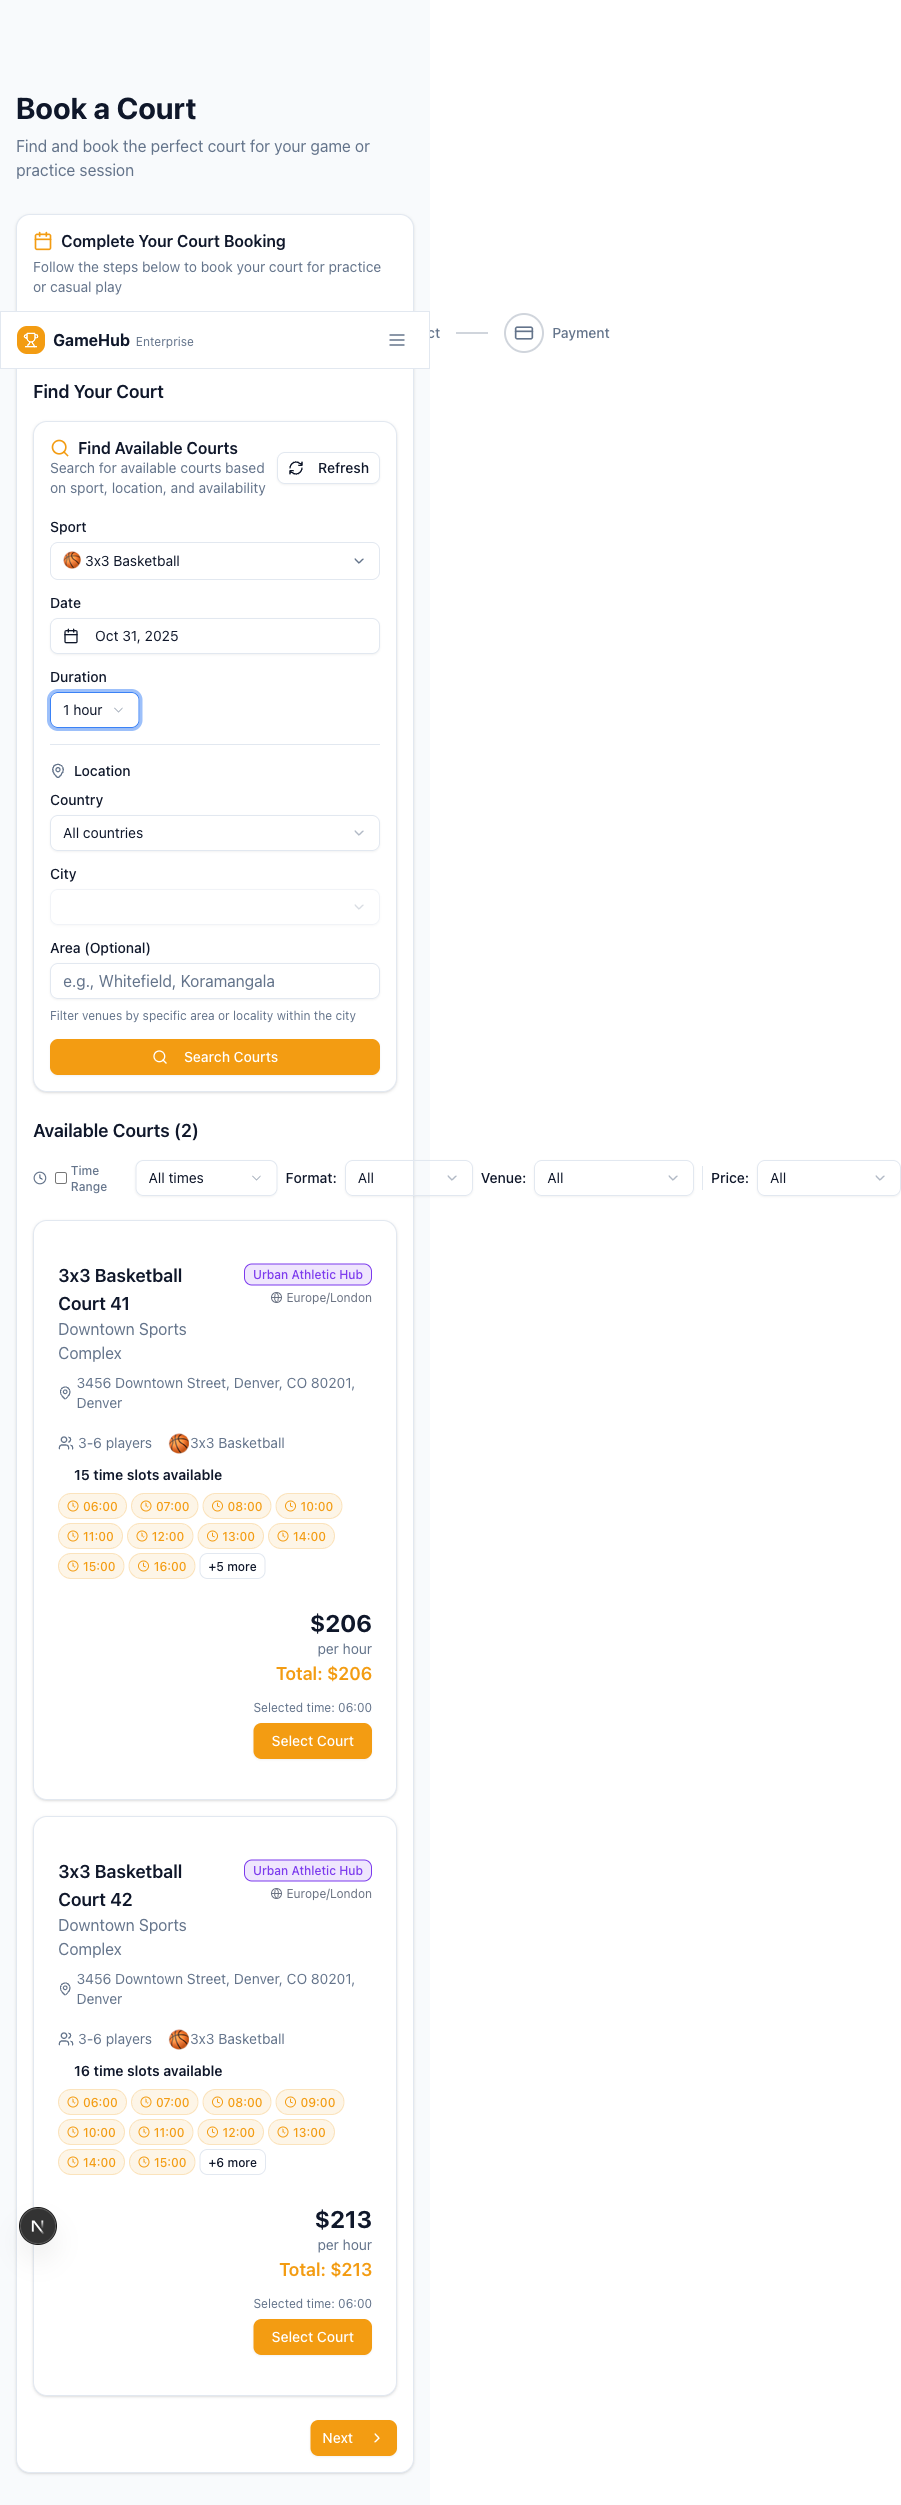 Book a Court
Find and book the perfect court for your game or
practice session
Complete Your Court Booking
Follow the steps below to book your court for practice
or casual play
GameHub Enterprise
ct
Payment
Find Your Court
Find Available Courts
Search for available courts based
on sport, location, and availability
Refresh
Sport
3x3 Basketball
Date
Oct 31, 2025
Duration
1 hour
Location
Country
All countries
City
Area (Optional)
e.g., Whitefield, Koramangala
Filter venues by specific area or locality within the city
Search Courts
Available Courts (2)
Time
Range
All times
Format:
All
Venue:
All
Price:
All
3x3 Basketball
Court 41
Urban Athletic Hub
Europe/London
Downtown Sports
Complex
3456 Downtown Street, Denver, CO 80201,
Denver
3-6 players 3x3 Basketball
15 time slots available
06:00 07:00 08:00 10:00
11:00 12:00 13:00 14:00
15:00 16:00 +5 more
$206
per hour
Total: $206
Selected time: 06:00
Select Court
3x3 Basketball
Court 42
Urban Athletic Hub
Europe/London
Downtown Sports
Complex
3456 Downtown Street, Denver, CO 80201,
Denver
3-6 players 3x3 Basketball
16 time slots available
06:00 07:00 08:00 09:00
10:00 11:00 12:00 13:00
14:00 15:00 +6 more
N
$213
per hour
Total: $213
Selected time: 06:00
Select Court
Next